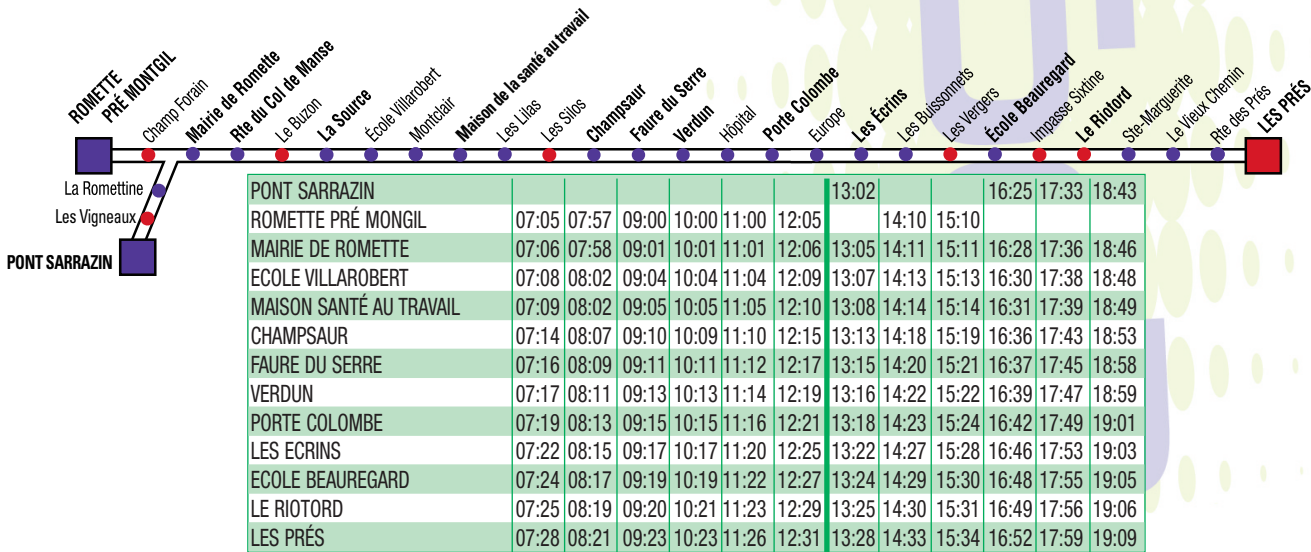 ROMETTE
PRÉ MONTGIL
Champ Forain
Mairie de Romette
Rte du Col de Manse
Le Buzon
La Source
École Villarobert
Montclair
Maison de la santé au travail
Les Lilas
Les Silos
Champsaur
Faure du Serre
Verdun
Hôpital
Porte Colombe
Europe
Les Écrins
Les Buissonnets
Les Vergers
École Beauregard
Impasse Sixtine
Le Riotord
Ste-Marguerite
Le Vieux Chemin
Rte des Prés
LES PRÉS
La Romettine
Les Vigneaux
PONT SARRAZIN
PONT SARRAZIN 13:02 16:25 17:33 18:43
ROMETTE PRÉ MONGIL 07:05 07:57 09:00 10:00 11:00 12:05 14:10 15:10
MAIRIE DE ROMETTE 07:06 07:58 09:01 10:01 11:01 12:06 13:05 14:11 15:11 16:28 17:36 18:46
ECOLE VILLAROBERT 07:08 08:02 09:04 10:04 11:04 12:09 13:07 14:13 15:13 16:30 17:38 18:48
MAISON SANTÉ AU TRAVAIL 07:09 08:02 09:05 10:05 11:05 12:10 13:08 14:14 15:14 16:31 17:39 18:49
CHAMPSAUR 07:14 08:07 09:10 10:09 11:10 12:15 13:13 14:18 15:19 16:36 17:43 18:53
FAURE DU SERRE 07:16 08:09 09:11 10:11 11:12 12:17 13:15 14:20 15:21 16:37 17:45 18:58
VERDUN 07:17 08:11 09:13 10:13 11:14 12:19 13:16 14:22 15:22 16:39 17:47 18:59
PORTE COLOMBE 07:19 08:13 09:15 10:15 11:16 12:21 13:18 14:23 15:24 16:42 17:49 19:01
LES ECRINS 07:22 08:15 09:17 10:17 11:20 12:25 13:22 14:27 15:28 16:46 17:53 19:03
ECOLE BEAUREGARD 07:24 08:17 09:19 10:19 11:22 12:27 13:24 14:29 15:30 16:48 17:55 19:05
LE RIOTORD 07:25 08:19 09:20 10:21 11:23 12:29 13:25 14:30 15:31 16:49 17:56 19:06
LES PRÉS 07:28 08:21 09:23 10:23 11:26 12:31 13:28 14:33 15:34 16:52 17:59 19:09